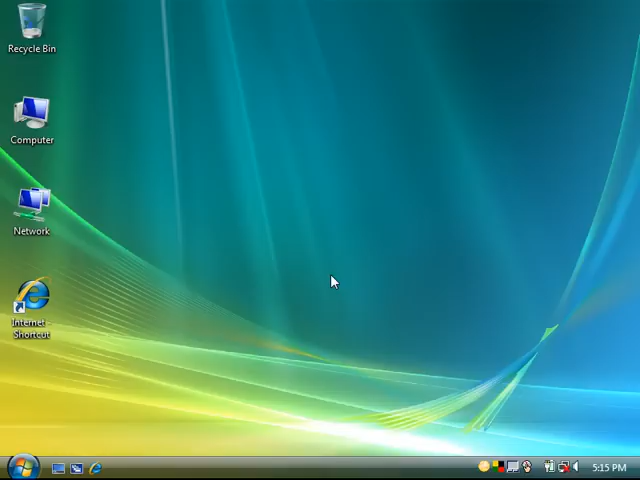 Recycle Bin
Computer
Network
Internet -
Shortcut
5:15 PM